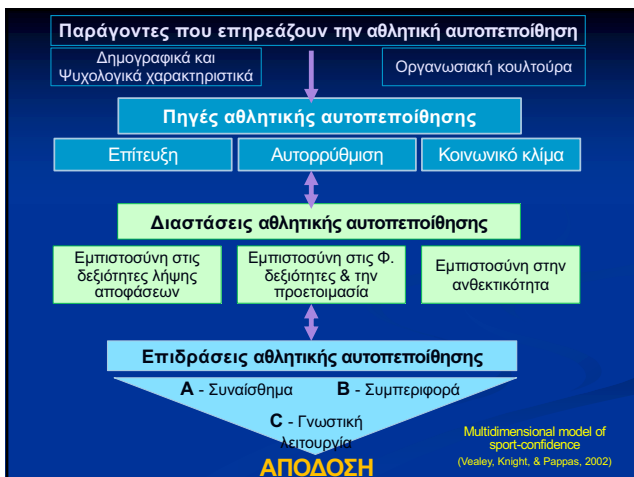 Παράγοντες που επηρεάζουν την αθλητική αυτοπεποίθηση
Δημογραφικά και
Ψυχολογικά χαρακτηριστικά
Οργανωσιακή κουλτούρα
Πηγές αθλητικής αυτοπεποίθησης
Επίτευξη
Αυτορρύθμιση
Κοινωνικό κλίμα
Διαστάσεις αθλητικής αυτοπεποίθησης
Εμπιστοσύνη στις
δεξιότητες λήψης
αποφάσεων
Εμπιστοσύνη στις Φ.
δεξιότητες & την
προετοιμασία
Εμπιστοσύνη στην
ανθεκτικότητα
Επιδράσεις αθλητικής αυτοπεποίθησης
A - Συναίσθημα
B - Συμπεριφορά
C - Γνωστική
λειτουργία
ΑΠΟΔΟΣΗ
Multidimensional model of
sport-confidence
(Vealey, Knight, & Pappas, 2002)